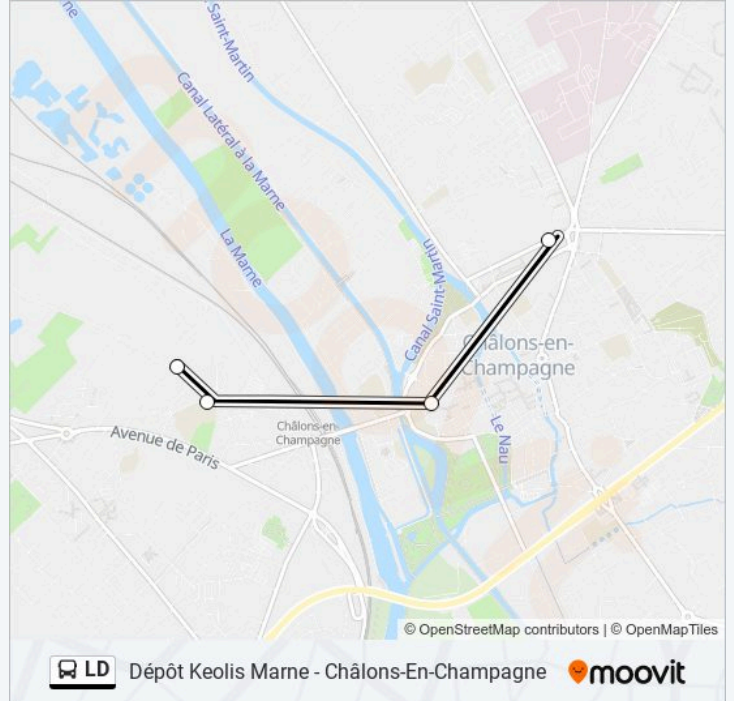 ne
Saint-Martin
Canal Latéral à la Marne
La Marne
Canal Saint-Martin
Châlons-en-
Champagne
Châlons-en-
Champagne
Avenue de Paris
Le Nau
© OpenStreetMap contributors | © OpenMapTiles
LD
Dépôt Keolis Marne - Châlons-En-Champagne
moovit